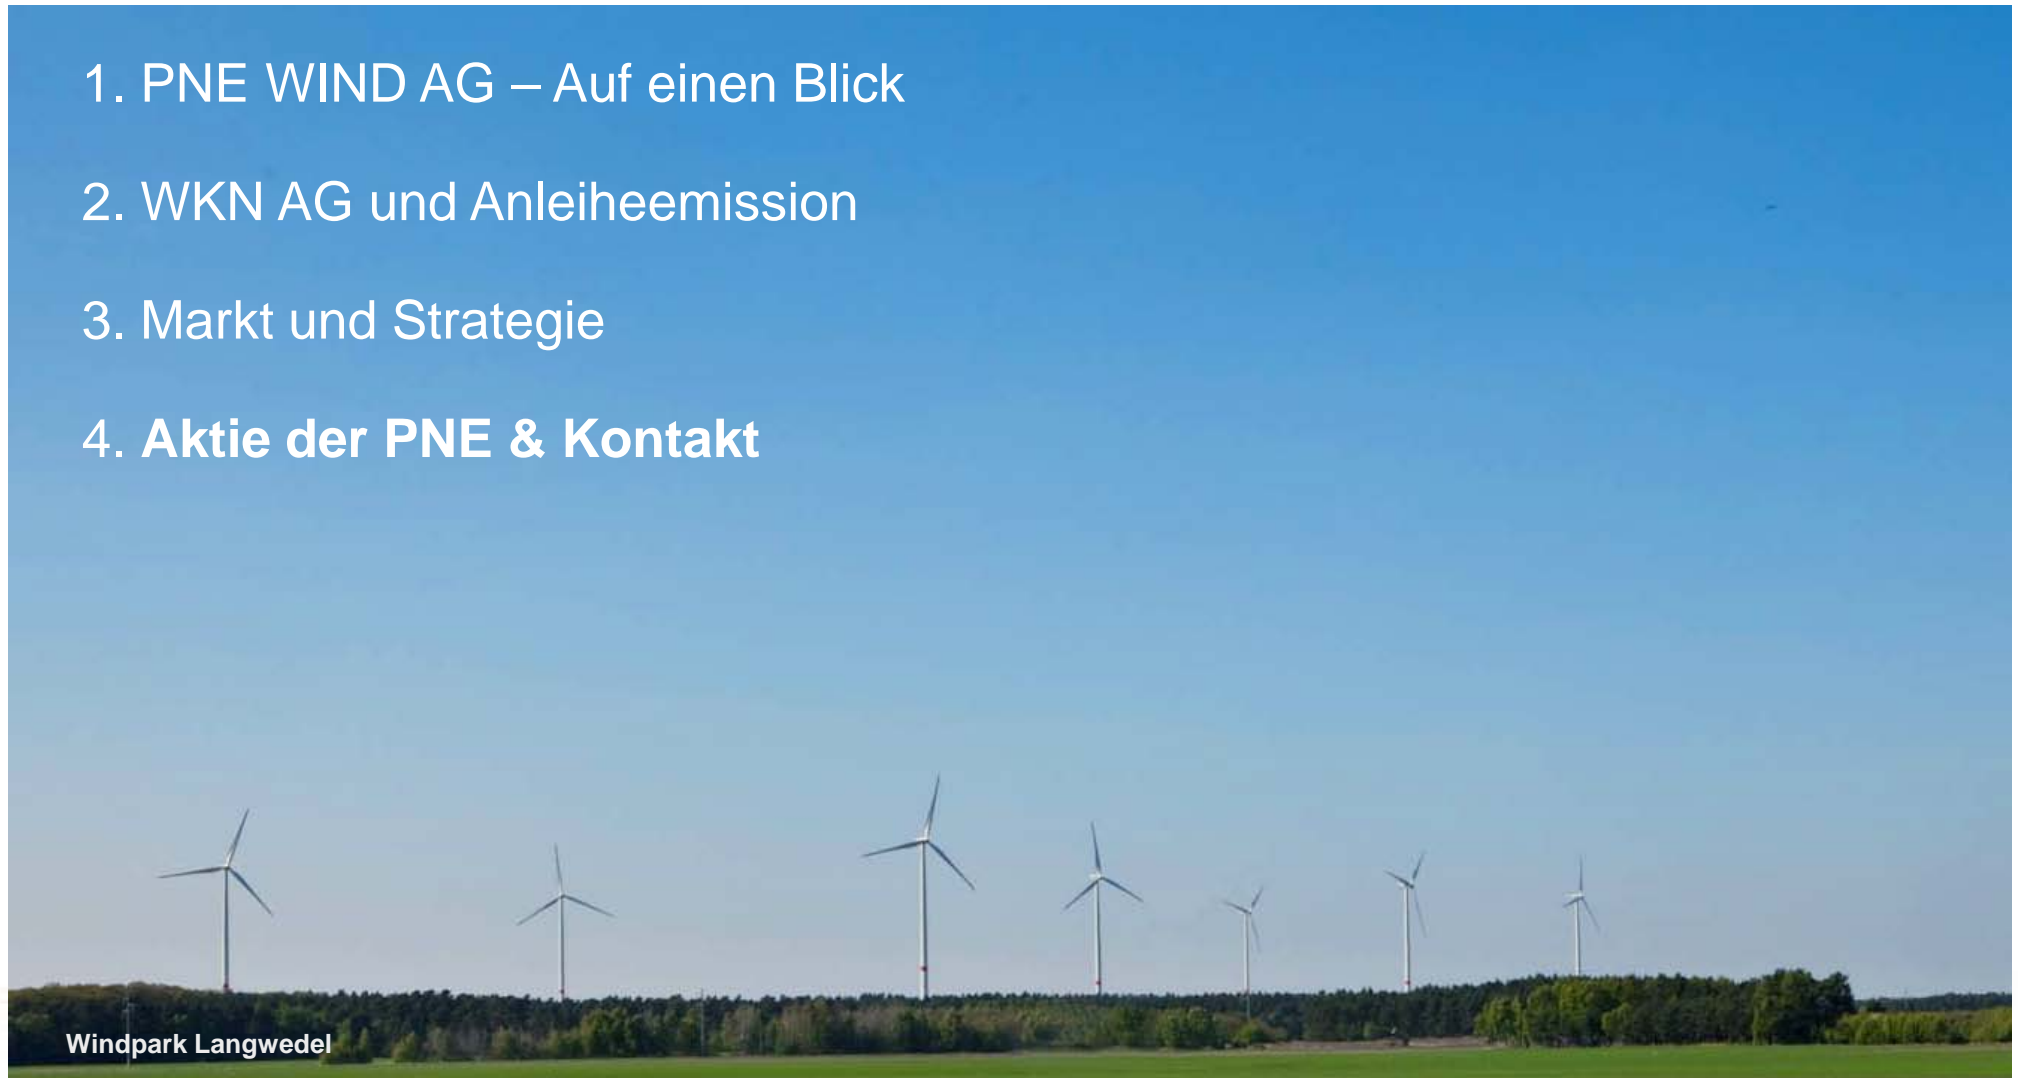 1. PNE WIND AG – Auf einen Blick
2. WKN AG und Anleiheemission
3. Markt und Strategie
4. Aktie der PNE & Kontakt
Windpark Langwedel